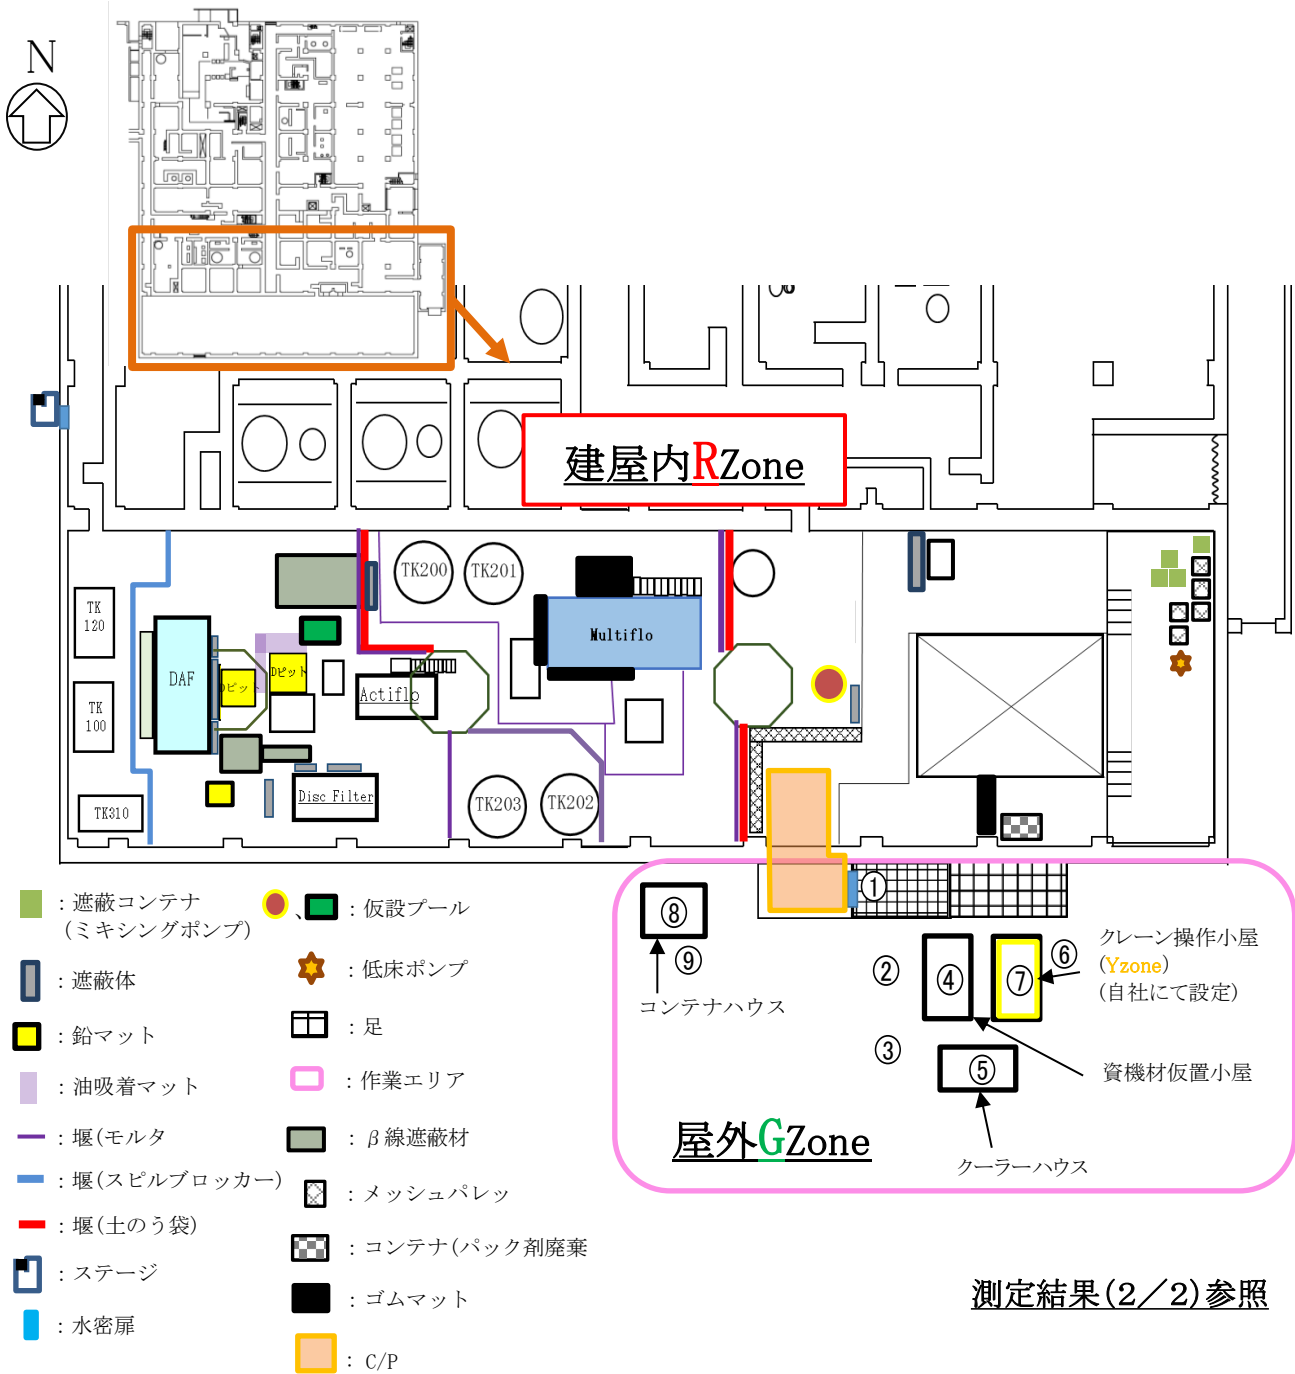 N
建屋内RZone
TK200
TK201
TK
120
Multiflo
DAF
Dピット
Dピット
Actiflo
TK
100
TK203
TK202
Disc Filter
TK310
①
⑧
⑨
コンテナハウス
②
④
⑦
⑥
クレーン操作小屋
(Yzone)
(自社にて設定)
③
⑤
資機材仮置小屋
クーラーハウス
屋外GZone
：遮蔽コンテナ
(ミキシングポンプ)
：遮蔽体
：鉛マット
：油吸着マット
：堰(モルタ
：堰(スピルブロッカー)
：堰(土のう袋)
：ステージ
：水密扉
、
：仮設プール
：低床ポンプ
：足
：作業エリア
：β線遮蔽材
：メッシュパレッ
：コンテナ(パック剤廃棄
：ゴムマット
：C/P
測定結果(2／2)参照